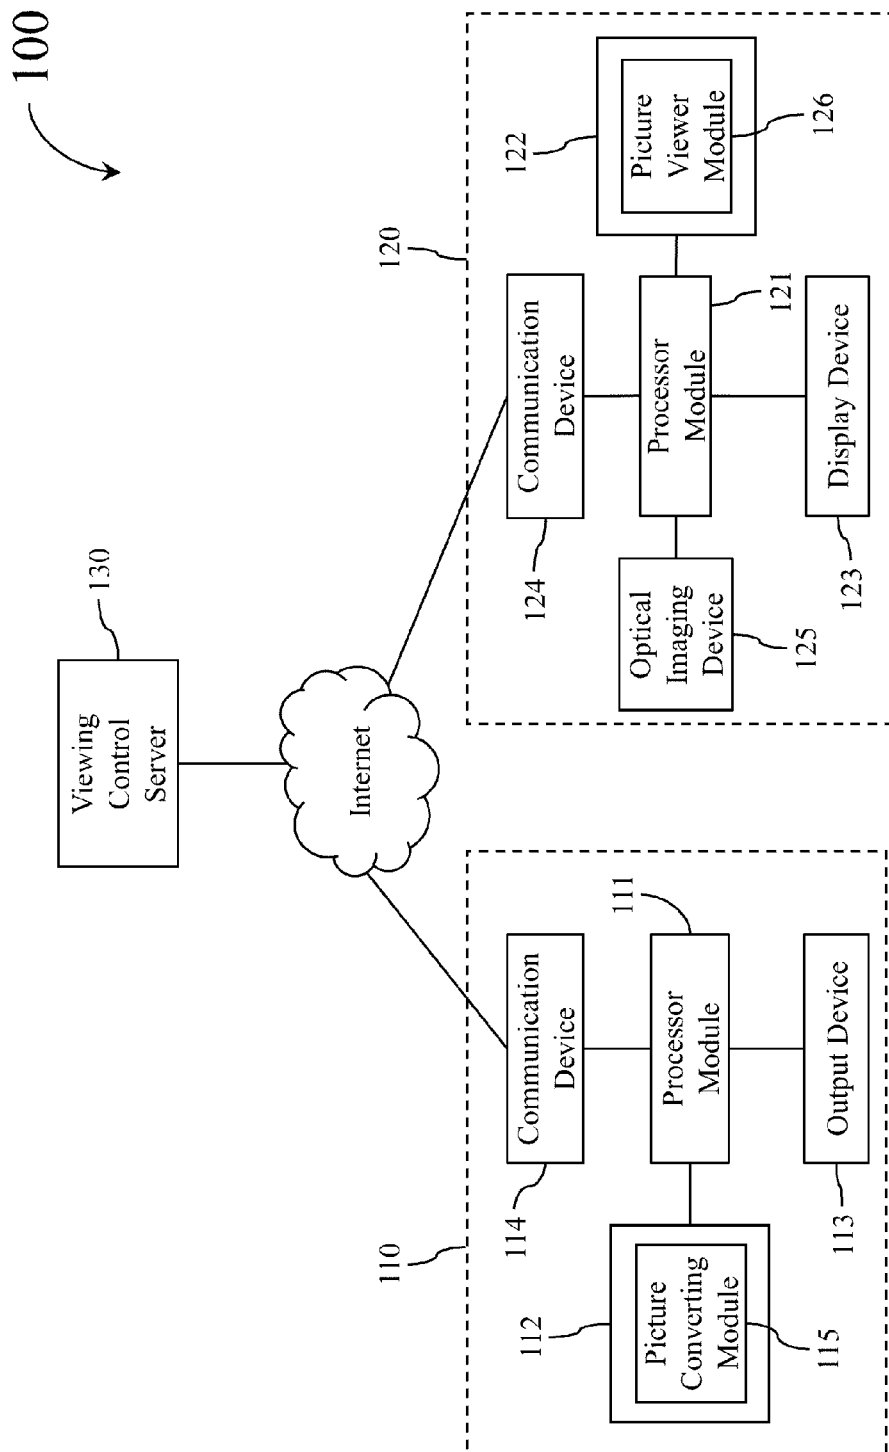 100
Viewing
Control
Server
130
Internet
110
Communication
Device
114
Picture
Converting
Module
112
115
Processor
Module
111
Output Device
113
120
Communication
Device
124
Optical
Imaging
Device
125
Processor
Module
121
Picture
Viewer
Module
122
126
Display Device
123